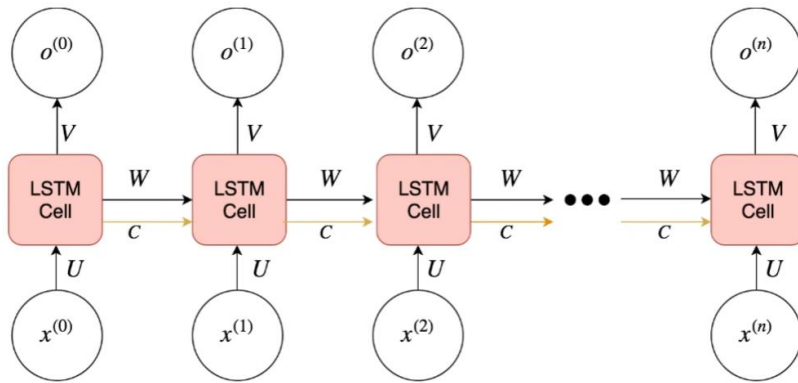 o^{(0)} o^{(1)} o^{(2)} o^{(n)}
V V V V
LSTM Cell W LSTM Cell W LSTM Cell W ••• W LSTM Cell
C C C C
U U U U
x^{(0)} x^{(1)} x^{(2)} x^{(n)}